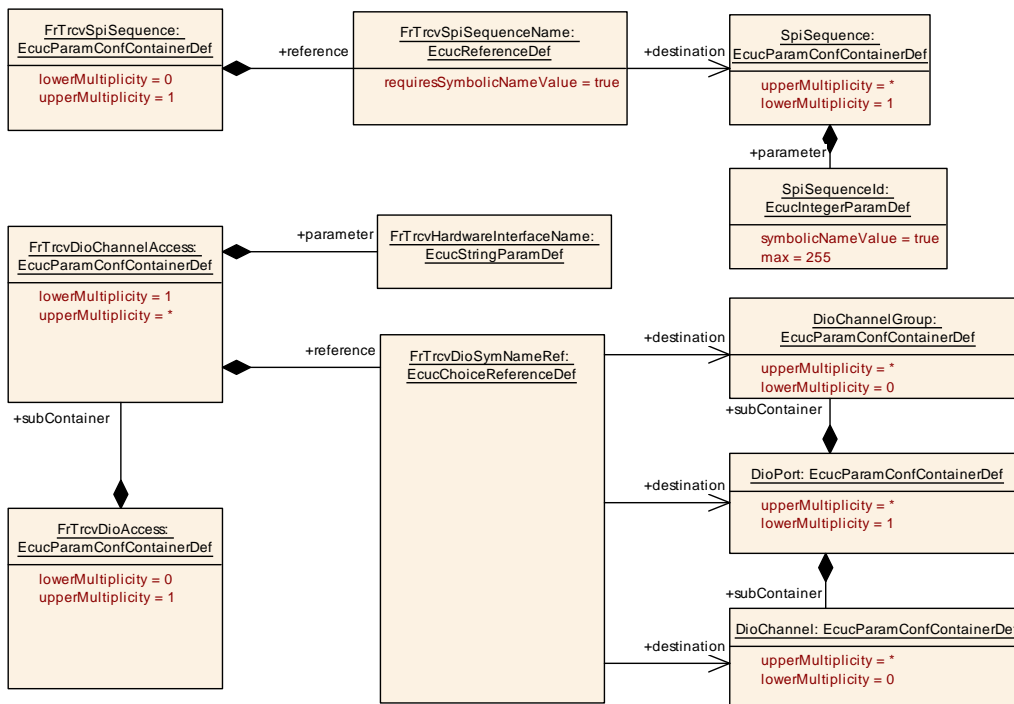 FrTrcvSpiSequence:
EcucParamConfContainerDef
lowerMultiplicity = 0
upperMultiplicity = 1
+reference
FrTrcvSpiSequenceName:
EcucReferenceDef
requiresSymbolicNameValue = true
+destination
SpiSequence:
EcucParamConfContainerDef
upperMultiplicity = *
lowerMultiplicity = 1
+parameter
SpiSequenceId:
EcucIntegerParamDef
symbolicNameValue = true
max = 255
FrTrcvDioChannelAccess:
EcucParamConfContainerDef
lowerMultiplicity = 1
upperMultiplicity = *
+parameter
FrTrcvHardwareInterfaceName:
EcucStringParamDef
+reference
FrTrcvDioSymNameRef:
EcucChoiceReferenceDef
+destination
DioChannelGroup:
EcucParamConfContainerDef
upperMultiplicity = *
lowerMultiplicity = 0
+subContainer
+subContainer
+destination
DioPort: EcucParamConfContainerDef
upperMultiplicity = *
lowerMultiplicity = 1
FrTrcvDioAccess:
EcucParamConfContainerDef
lowerMultiplicity = 0
upperMultiplicity = 1
+subContainer
+destination
DioChannel: EcucParamConfContainerDef
upperMultiplicity = *
lowerMultiplicity = 0